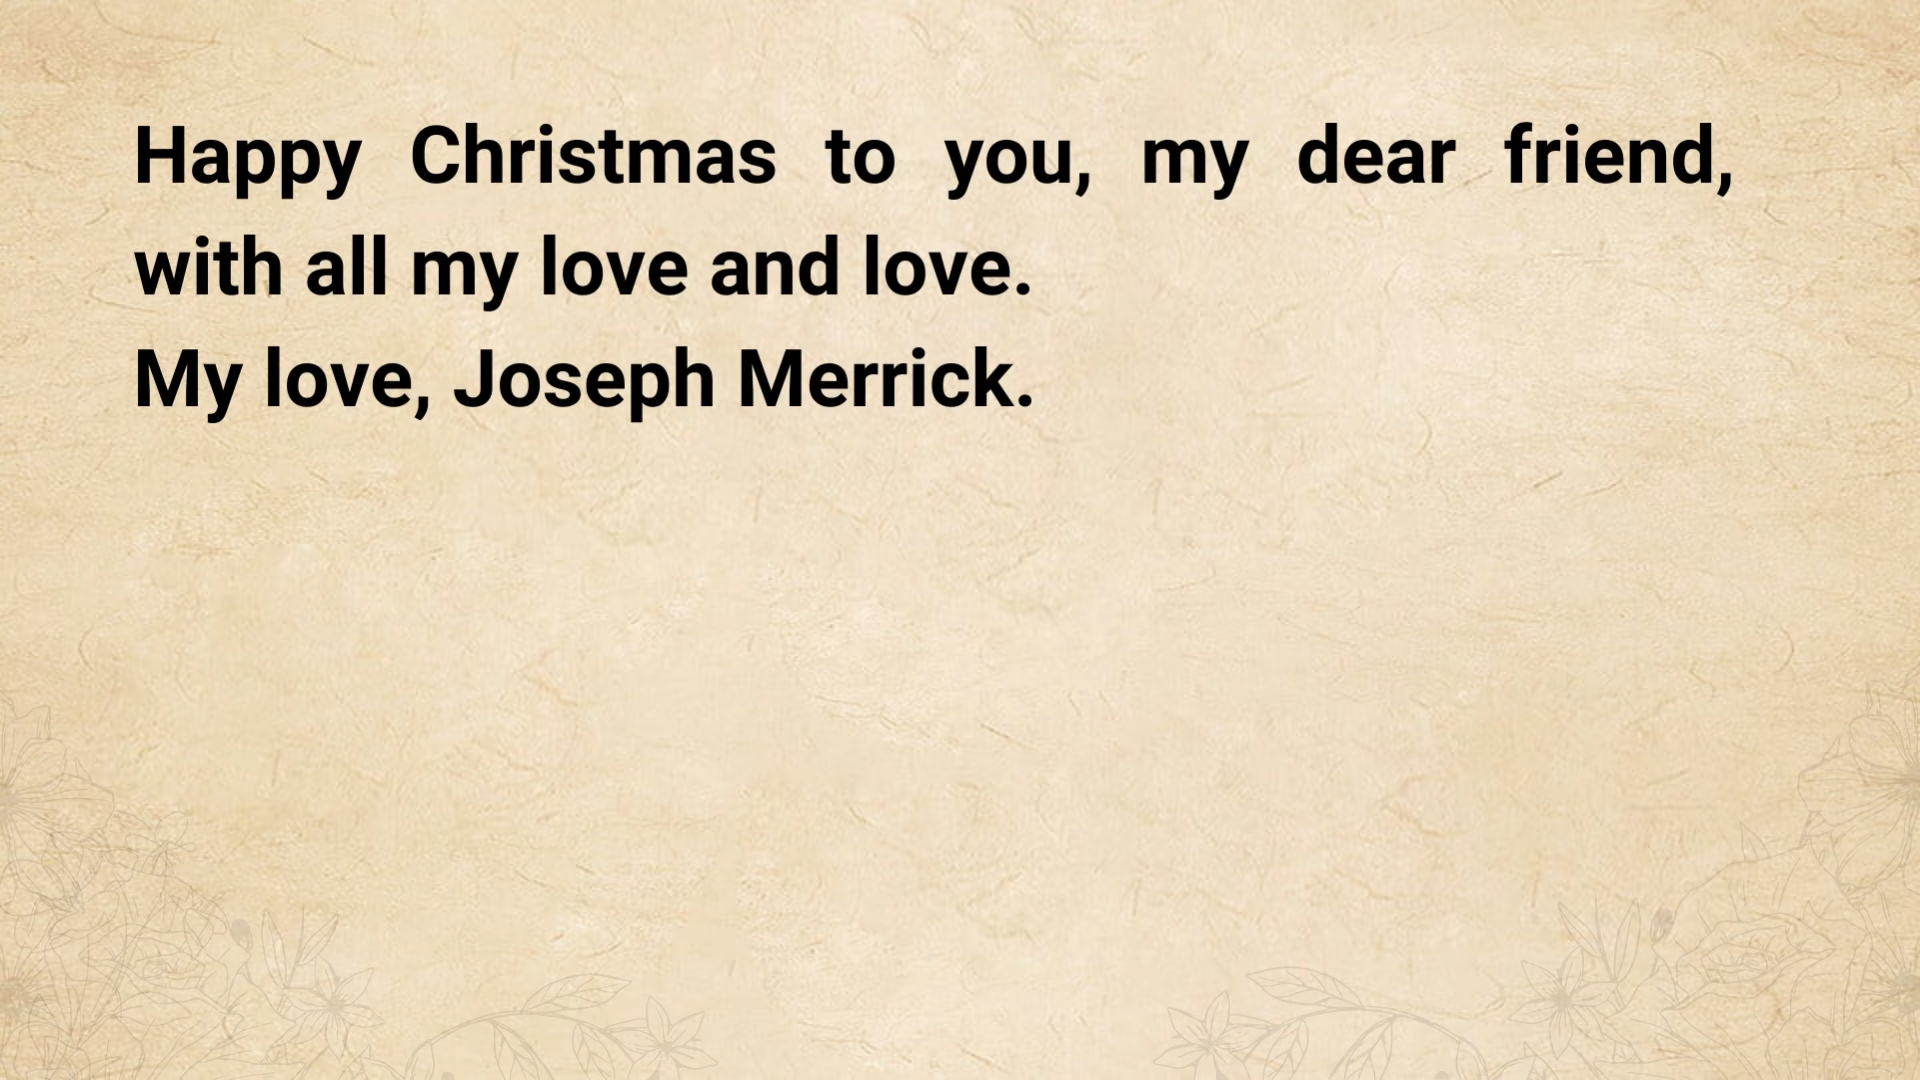 Happy Christmas to you, my dear friend,
with all my love and love.
My love, Joseph Merrick.